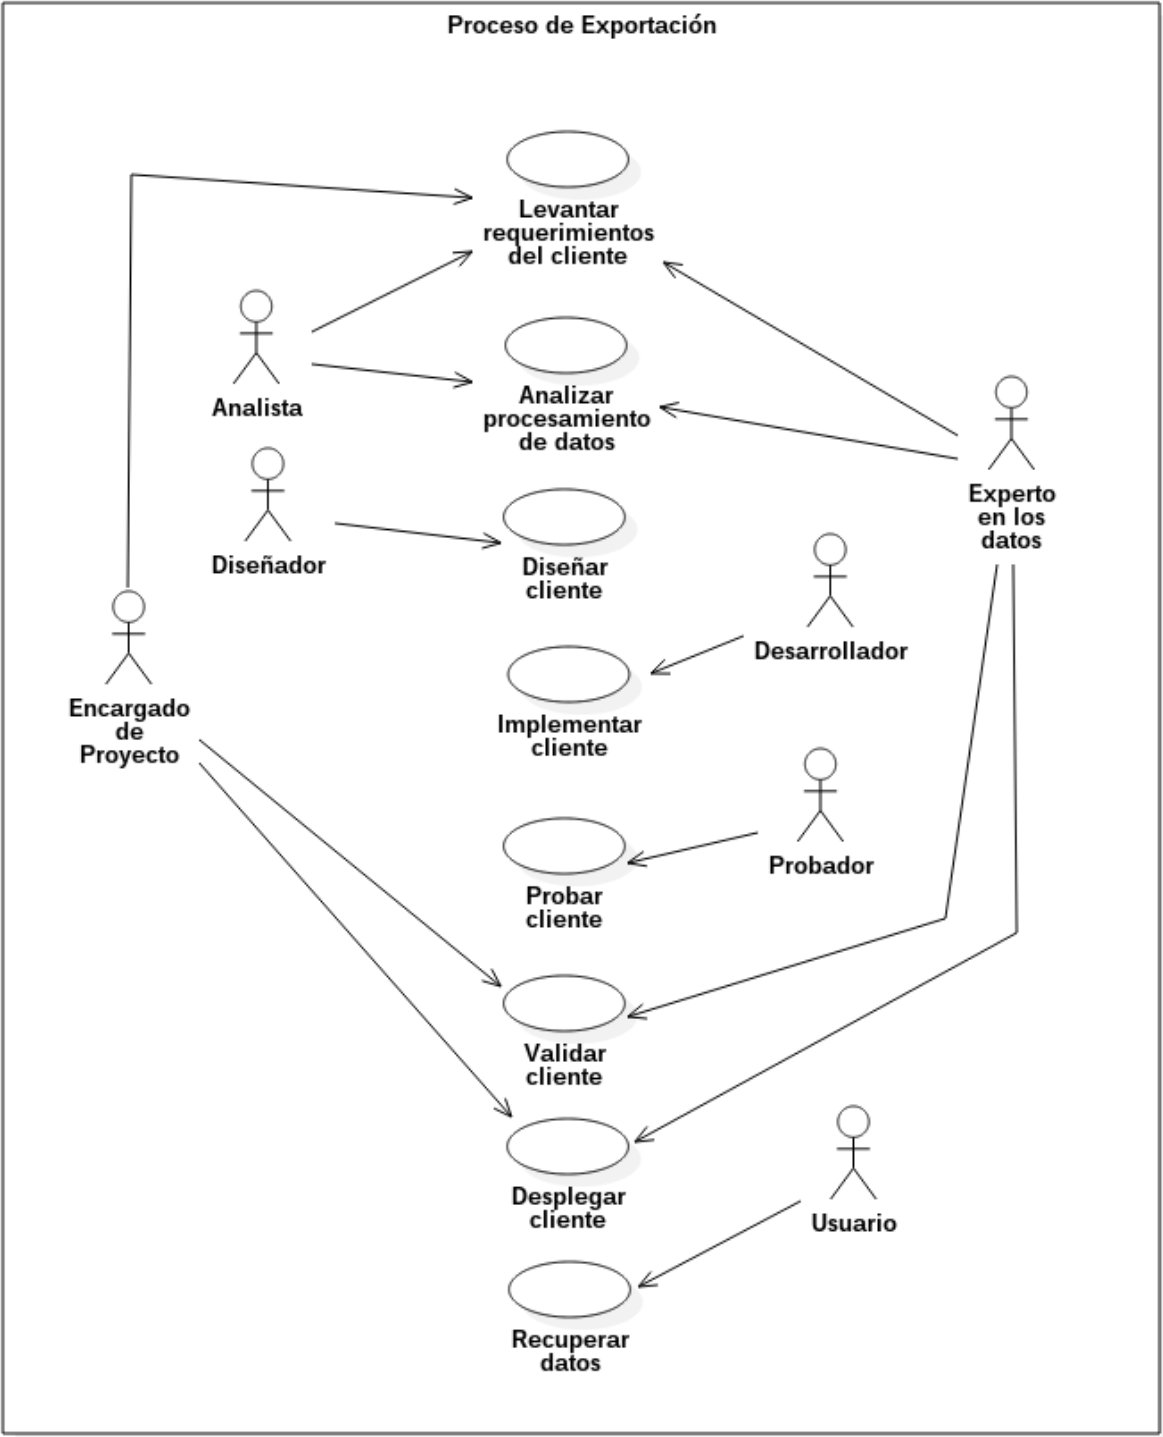 Proceso de Exportación
Levantar
requerimientos
del cliente
Analista
Analizar
procesamiento
de datos
Experto
en los
datos
Diseñador
Diseñar
cliente
Desarrollador
Encargado
de
Proyecto
Implementar
cliente
Probador
Probar
cliente
Validar
cliente
Desplegar
cliente
Usuario
Recuperar
datos